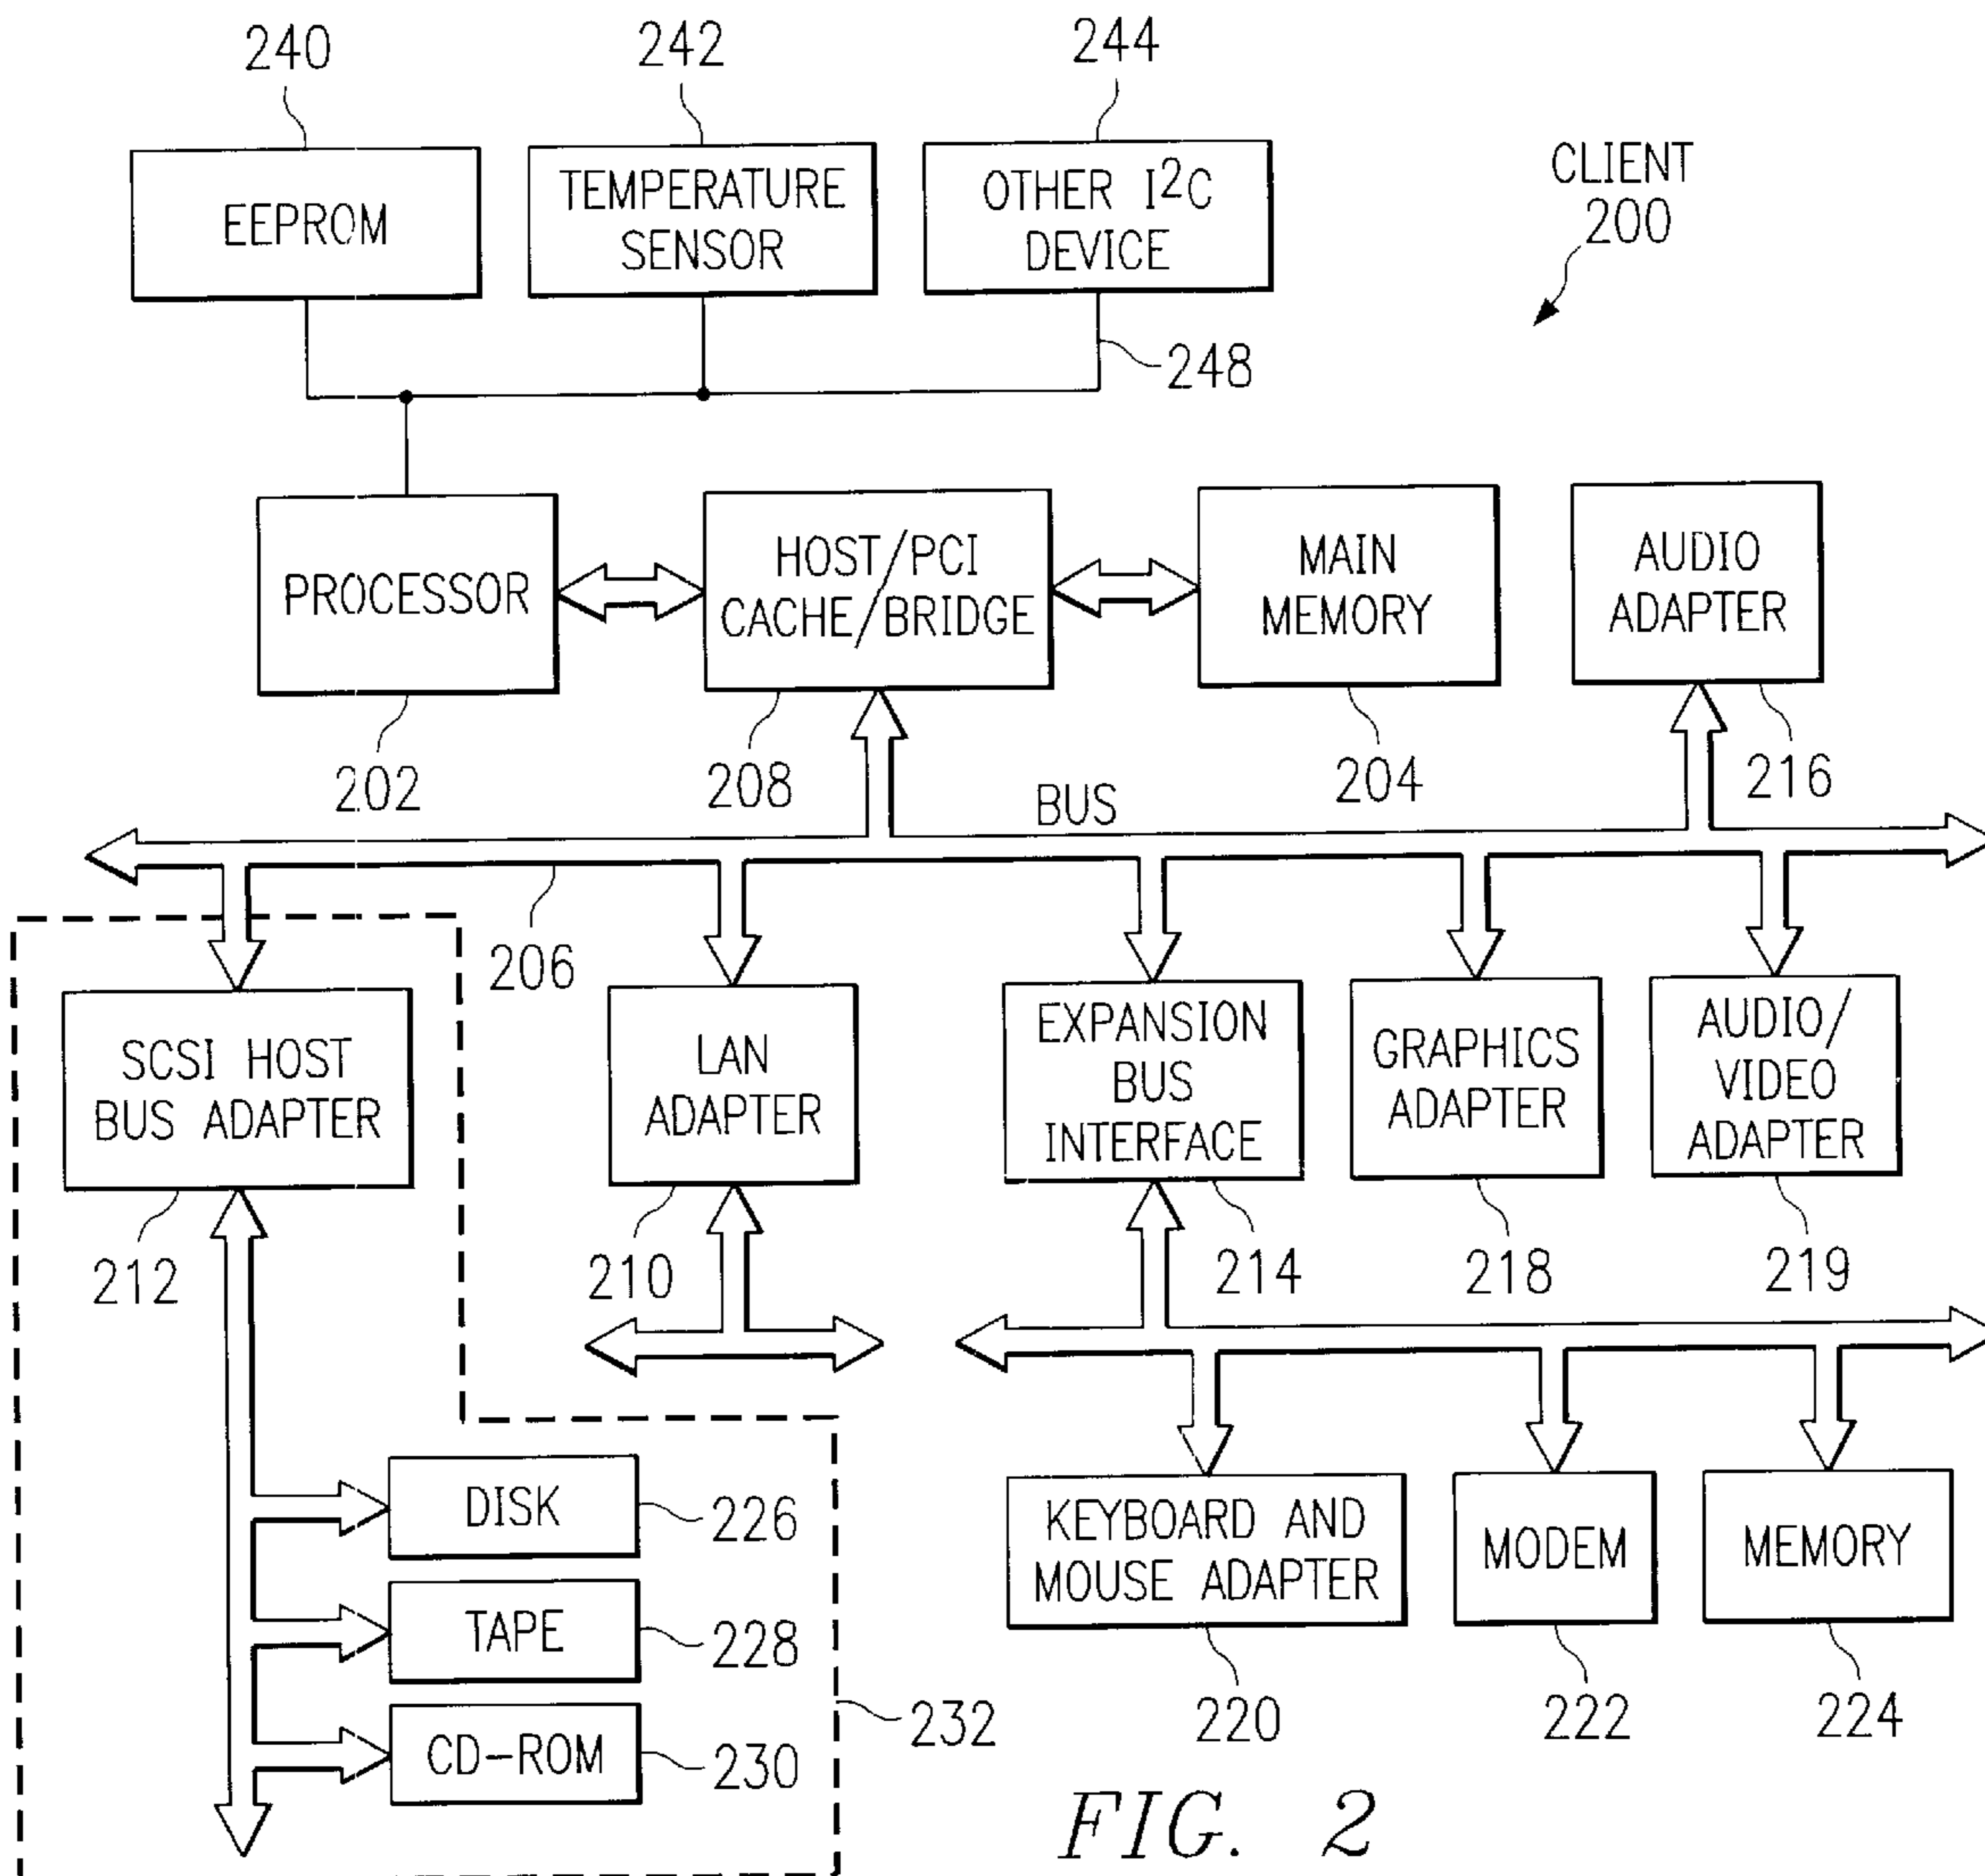 240
242
244
EEPROM
TEMPERATURE
SENSOR
OTHER I²C
DEVICE
CLIENT
200
248
PROCESSOR
HOST/PCI
CACHE/BRIDGE
MAIN
MEMORY
AUDIO
ADAPTER
202
208
204
216
BUS
206
SCSI HOST
BUS ADAPTER
LAN
ADAPTER
EXPANSION
BUS
INTERFACE
GRAPHICS
ADAPTER
AUDIO/
VIDEO
ADAPTER
212
210
214
218
219
DISK
226
TAPE
228
CD-ROM
230
232
KEYBOARD AND
MOUSE ADAPTER
MODEM
MEMORY
220
222
224
FIG. 2